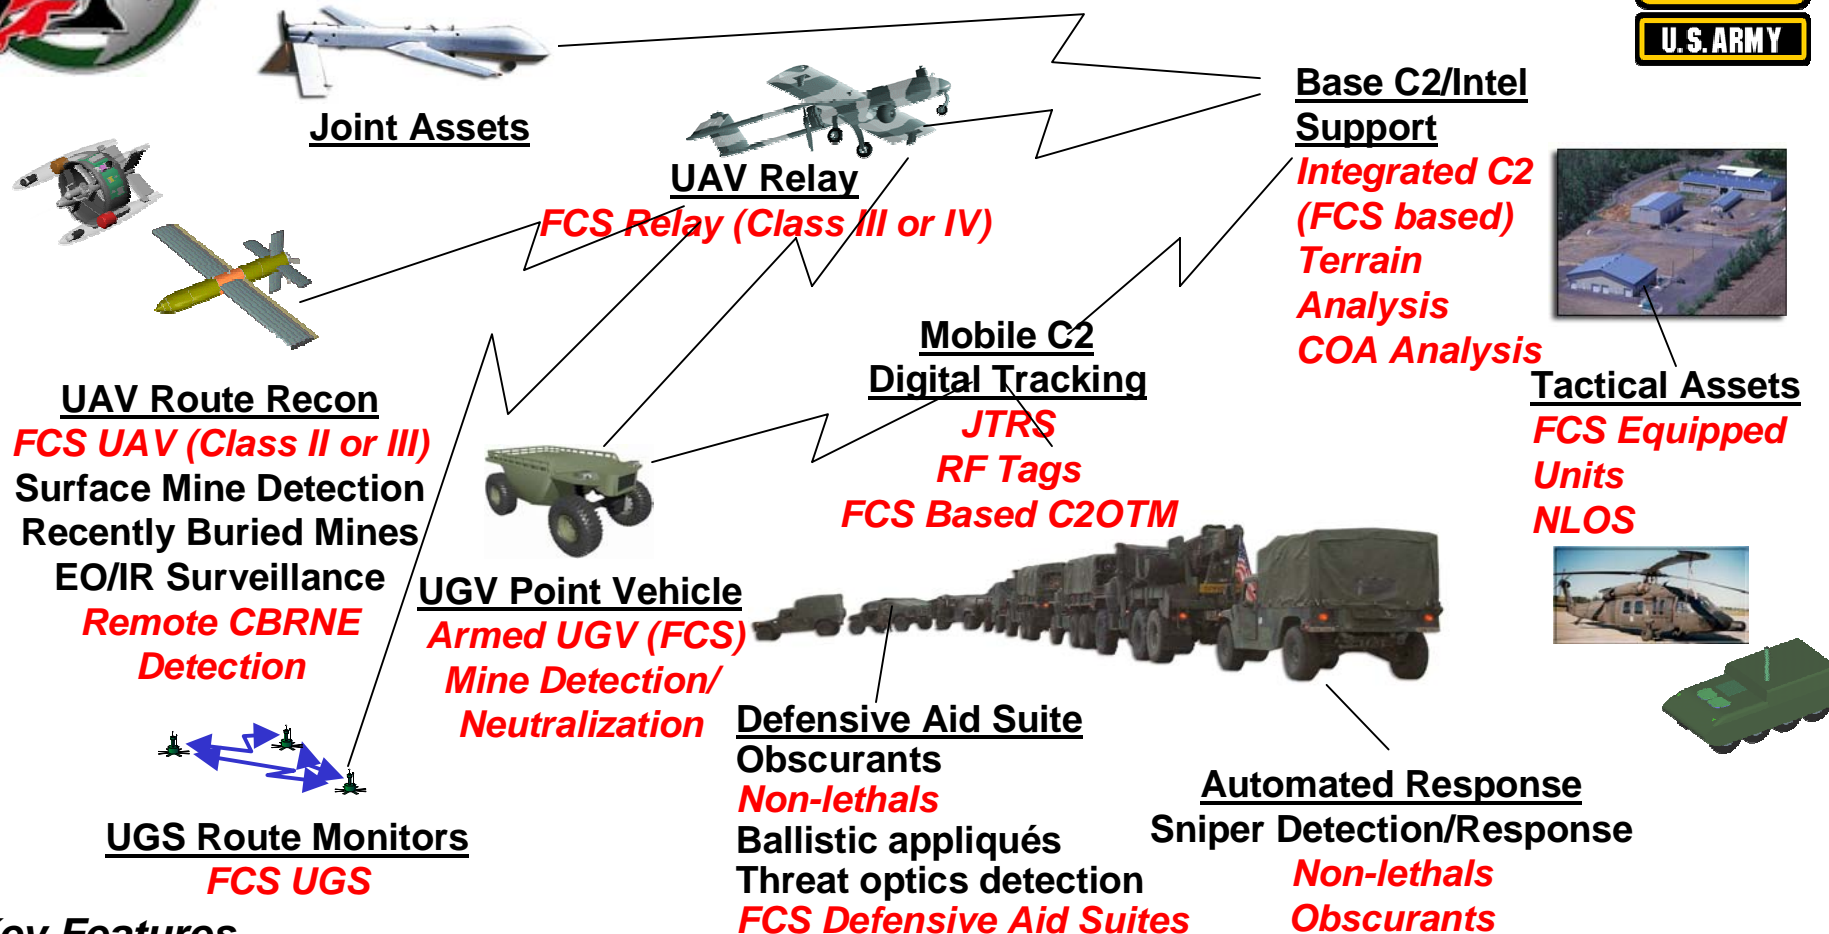 U.S. ARMY
Joint Assets
UAV Relay
FCS Relay (Class III or IV)
Base C2/Intel
Support
Integrated C2
(FCS based)
Terrain
Analysis
COA Analysis
Mobile C2
Digital Tracking
JTRS
RF Tags
FCS Based C2OTM
Tactical Assets
FCS Equipped
Units
NLOS
UAV Route Recon
FCS UAV (Class II or III)
Surface Mine Detection
Recently Buried Mines
EO/IR Surveillance
Remote CBRNE
Detection
UGV Point Vehicle
Armed UGV (FCS)
Mine Detection/
Neutralization
UGS Route Monitors
FCS UGS
Defensive Aid Suite
Obscurants
Non-lethals
Ballistic appliqués
Threat optics detection
FCS Defensive Aid Suites
Automated Response
Sniper Detection/Response
Non-lethals
Obscurants
Features